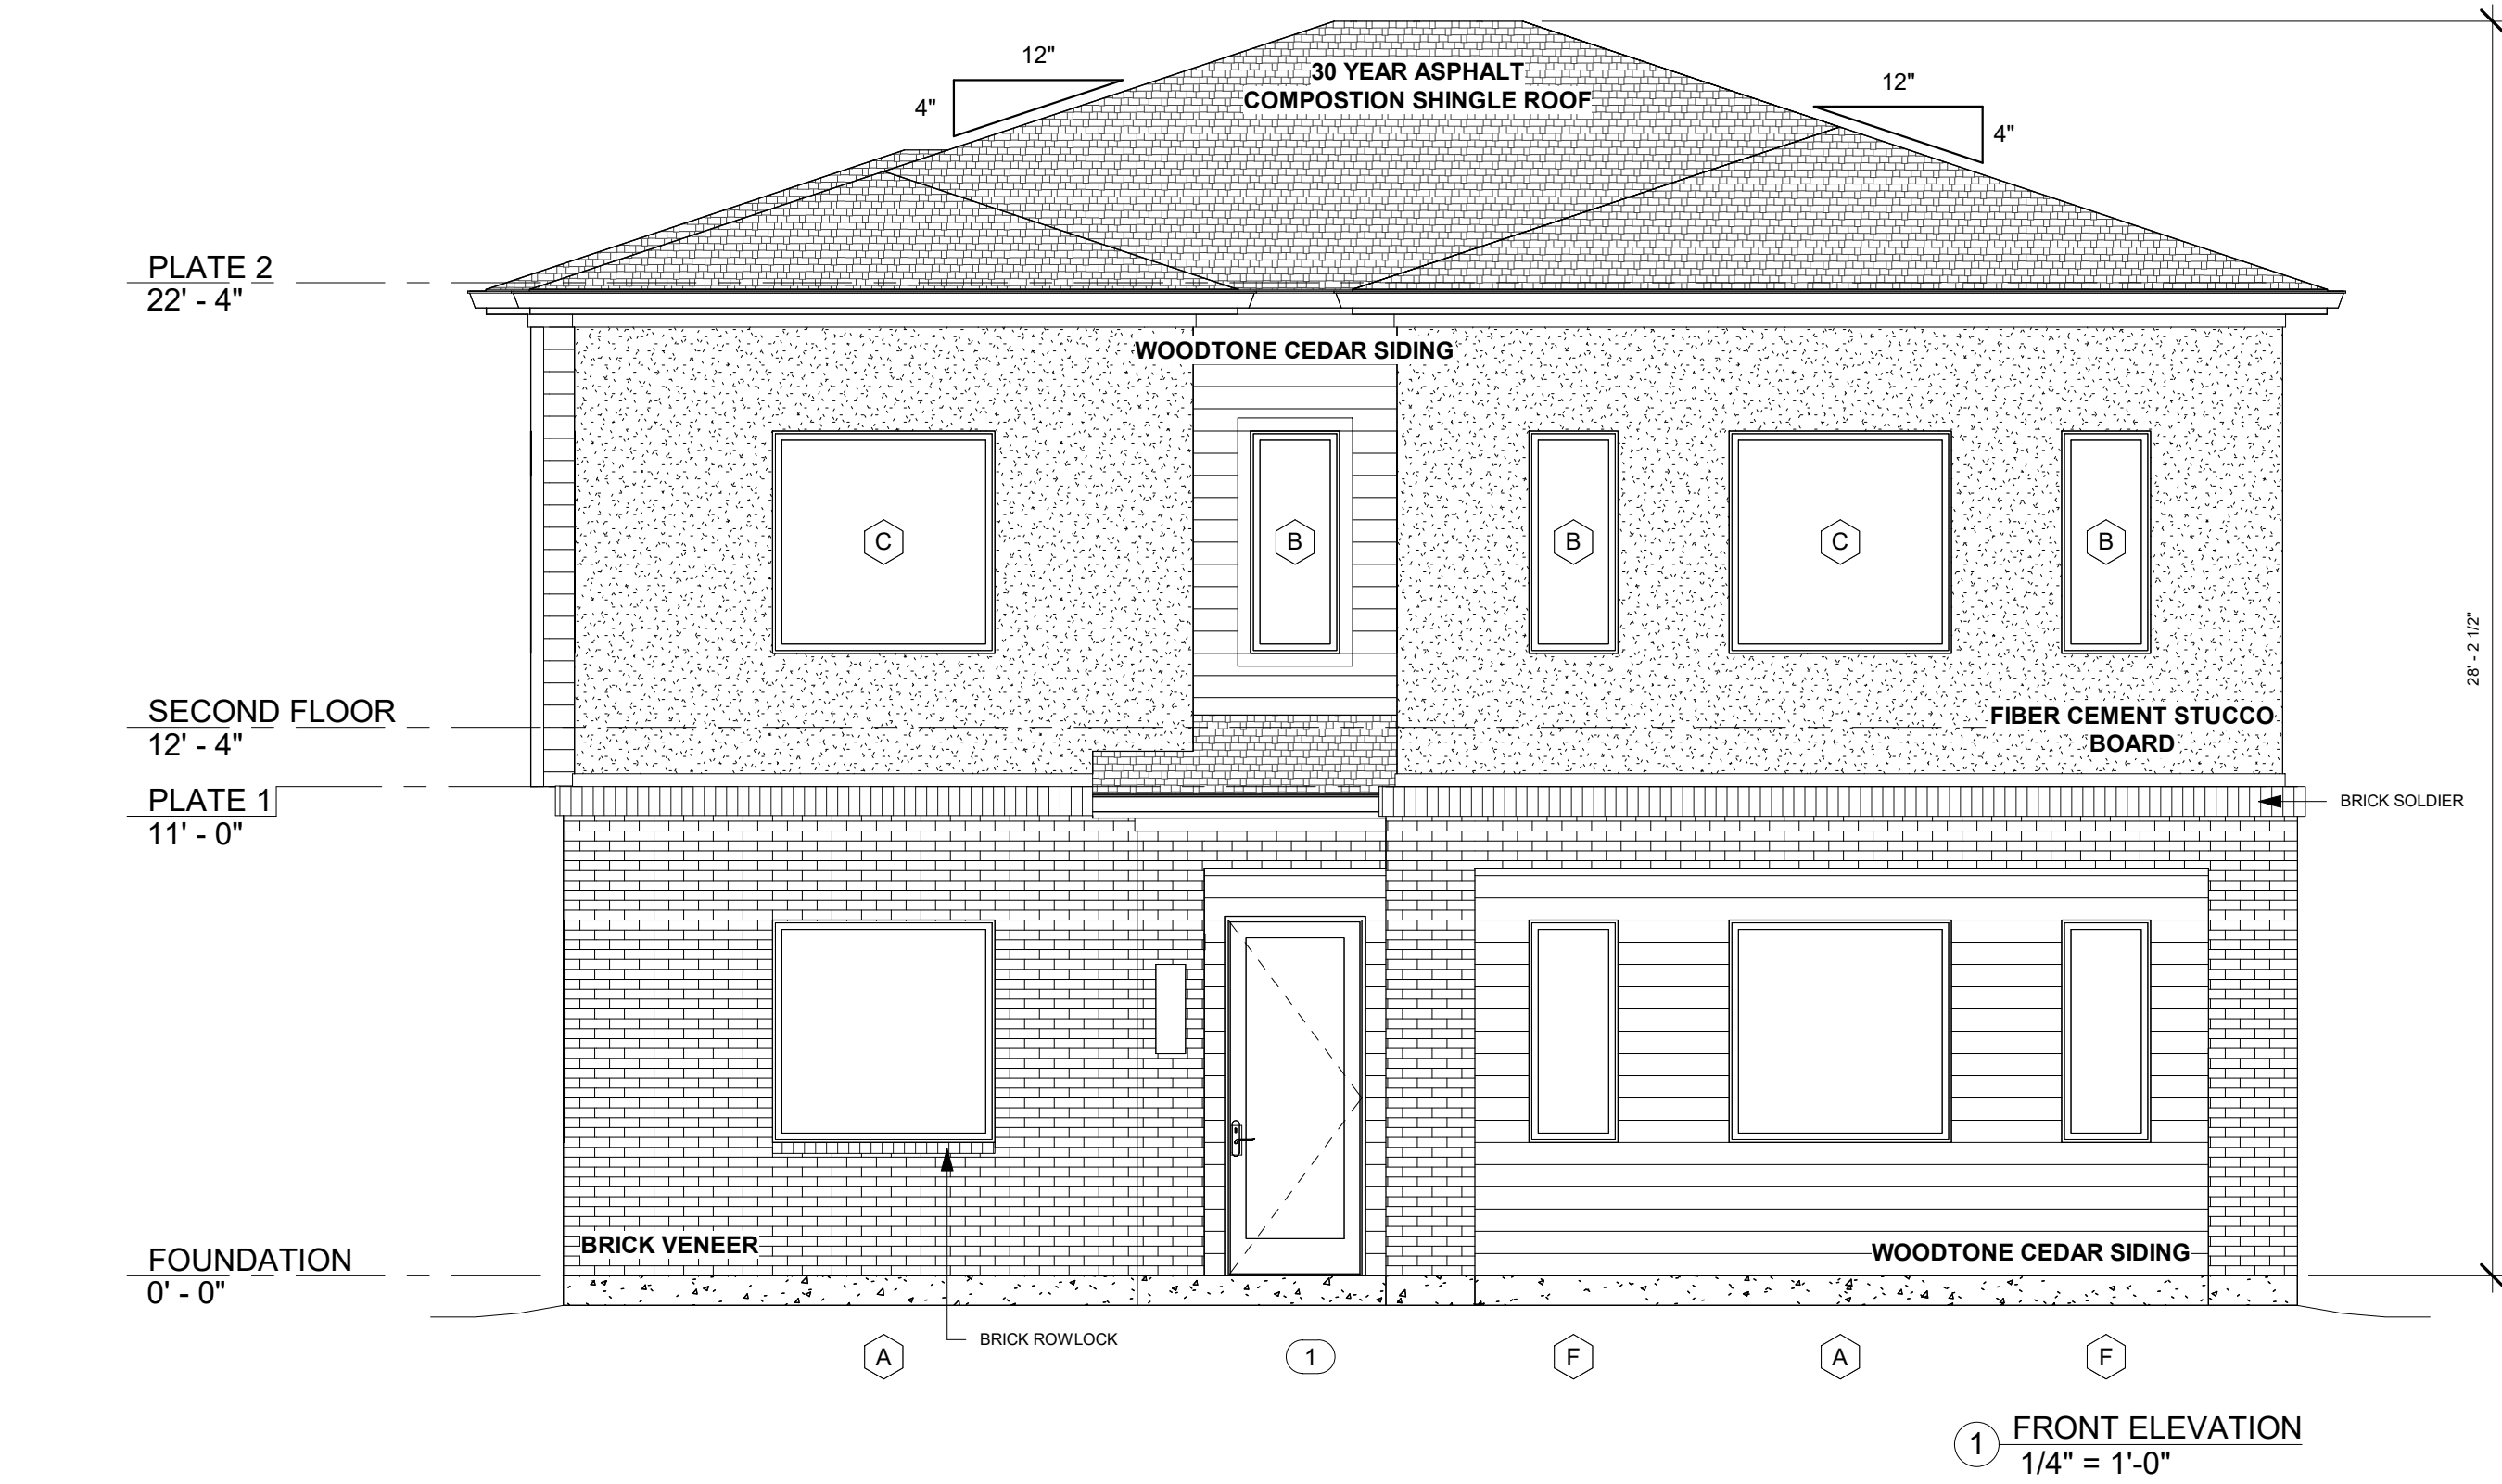 12"
4"
30 YEAR ASPHALT
COMPOSTION SHINGLE ROOF
12"
4"
PLATE 2
22' - 4"
WOODTONE CEDAR SIDING
C
B
B
C
B
28' - 2 1/2"
SECOND FLOOR
12' - 4"
FIBER CEMENT STUCCO
BOARD
PLATE 1
11' - 0"
BRICK SOLDIER
BRICK VENEER
WOODTONE CEDAR SIDING
FOUNDATION
0' - 0"
BRICK ROWLOCK
A
1
F
A
F
1
FRONT ELEVATION
1/4" = 1'-0"